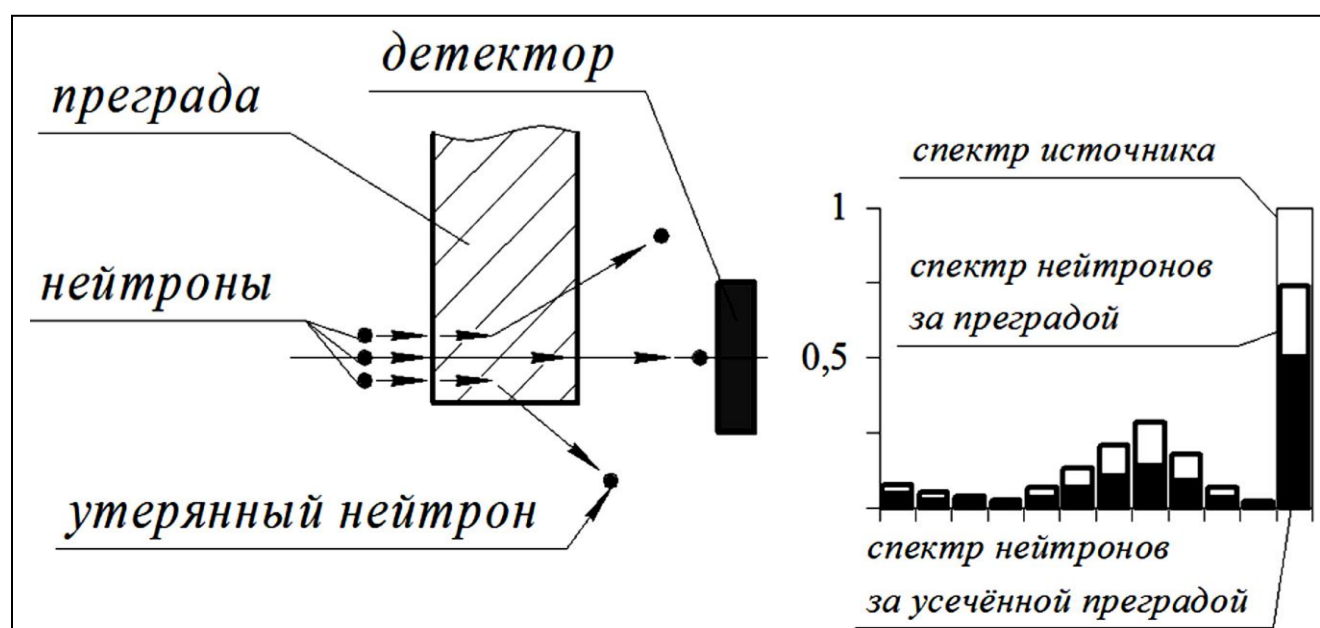 детектор
преграда
нейтроны
утерянный нейтрон
спектр источника
1
спектр нейтронов
за преградой
0,5
спектр нейтронов
за усечённой преградой